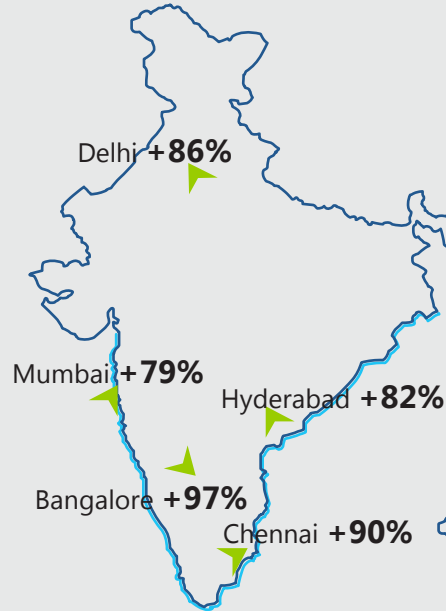 Delhi +86%
Mumbai +79%
Hyderabad +82%
Bangalore +97%
Chennai +90%